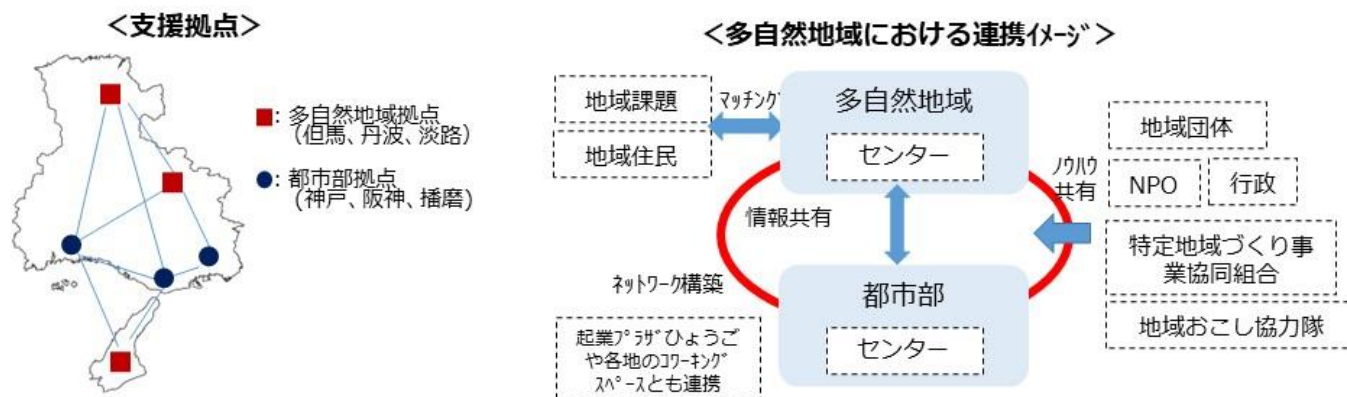 <支援拠点>
■: 多自然地域拠点
(但馬、丹波、淡路)
●: 都市部拠点
(神戸、阪神、播磨)
<多自然地域における連携ｲﾒｰｼﾞ>
地域課題
地域住民
ﾏｯﾁﾝｸﾞ
多自然地域
センター
情報共有
ﾈｯﾄﾜｰｸ構築
都市部
センター
起業ﾌﾟﾗｻﾞひょうご
や各地のｺﾜｰｷﾝｸﾞ
ｽﾍﾟｰｽとも連携
ﾉｳﾊｳ
共有
地域団体
NPO
行政
特定地域づくり事
業協同組合
地域おこし協力隊